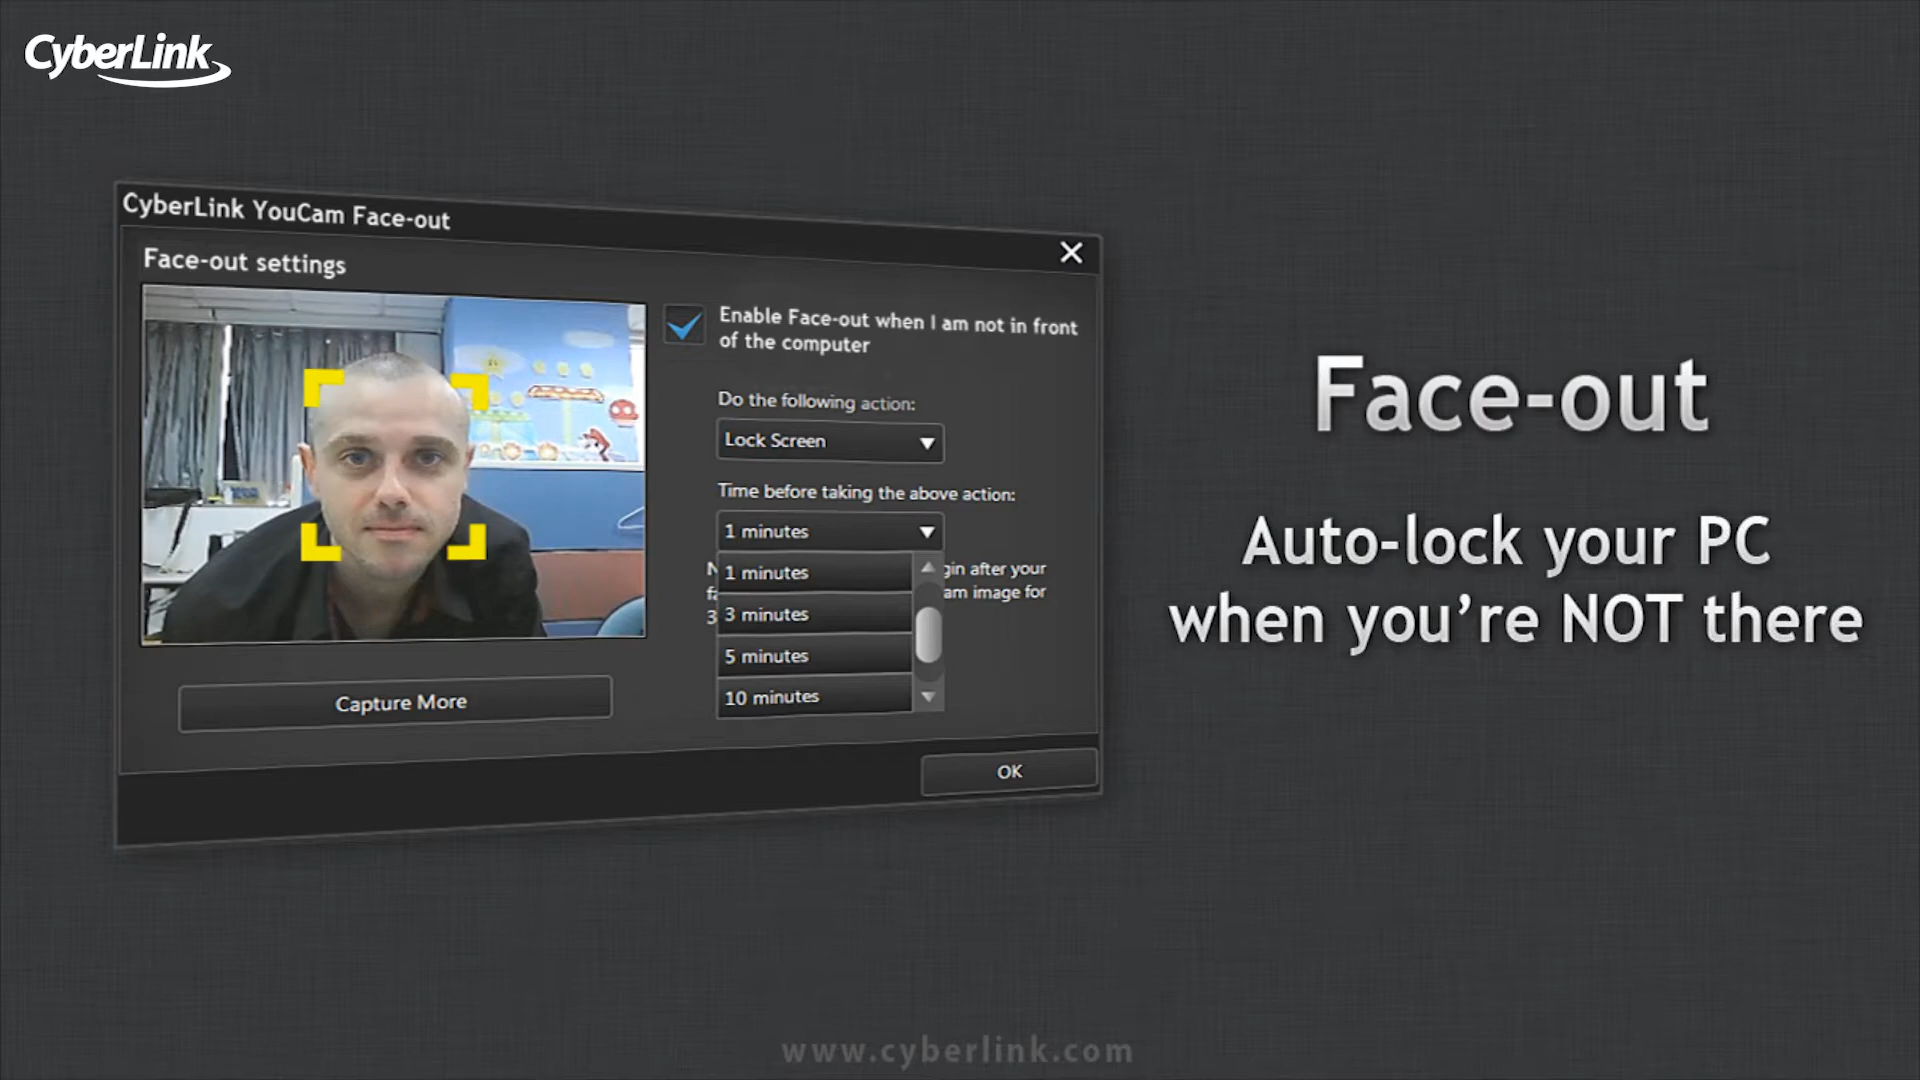 CyberLink
CyberLink YouCam Face-out
Face-out settings
Enable Face-out when I am not in front
of the computer
Do the following action:
Lock Screen
Time before taking the above action:
1 minutes
1 minutes
after your
image for
3 minutes
5 minutes
10 minutes
Capture More
OK
Face-out
Auto-lock your PC
when you're NOT there
www.cyberlink.com